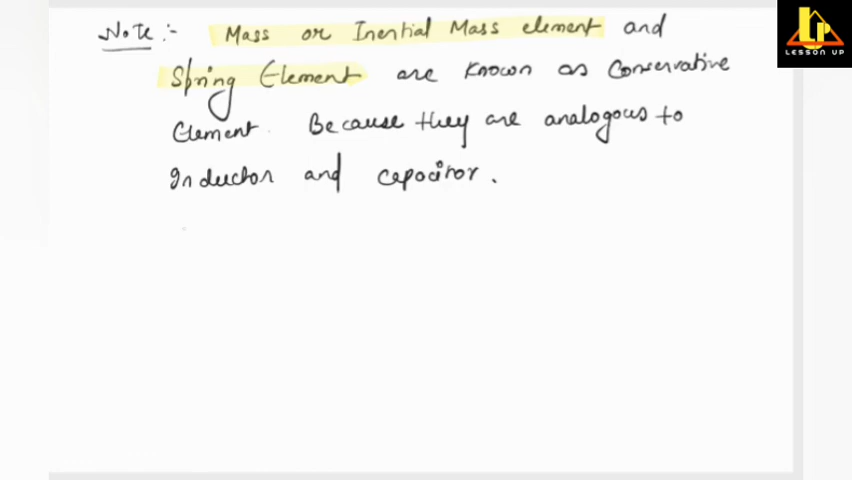 Note :- Mass or Inertial Mass element and
Spring Element are known as Conservative
Element. Because they are analogous to
Inductor and capacitor.
LESSON UP